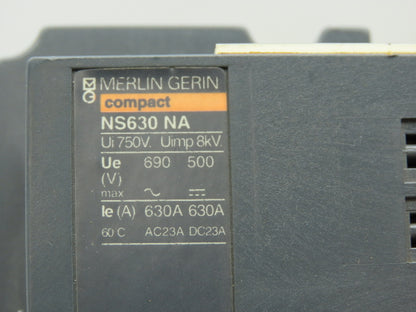 MERLIN GERIN
compact
NS630 NA
Ui 750V. Uimp 8kV.
Ue 690 500
(V)
max ~ ⎓
Ie (A) 630A 630A
60 C AC23A DC23A